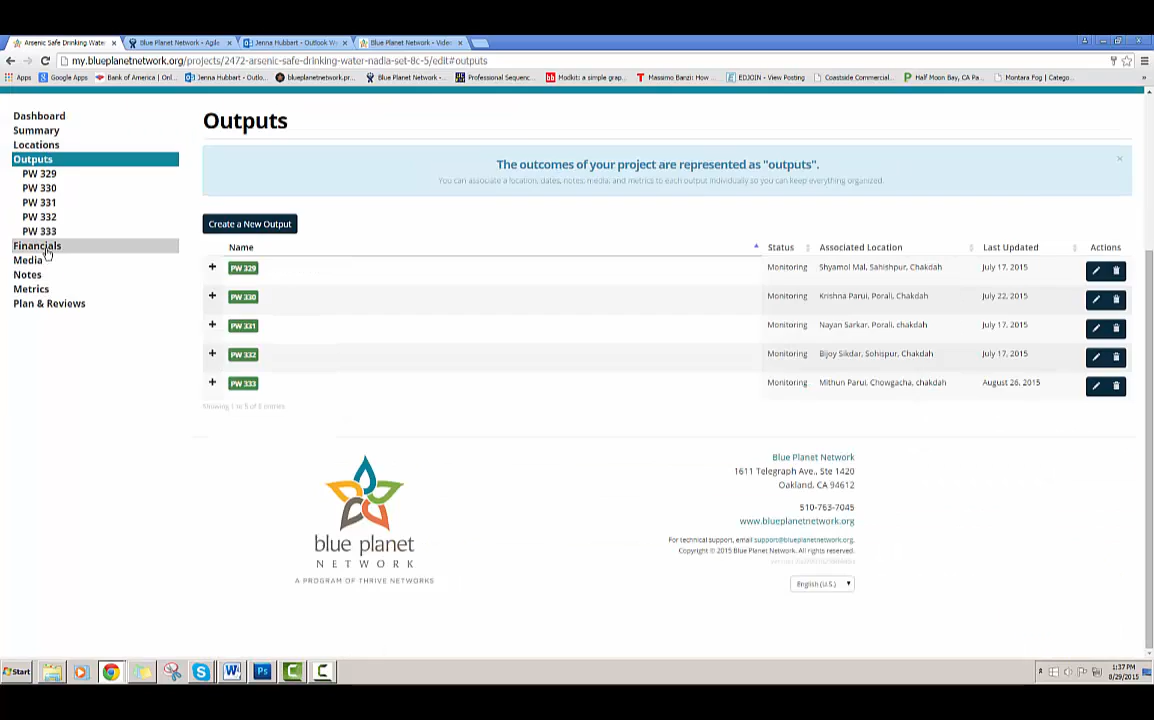 Arsenic Safe Drinking Water
Blue Planet Network - Agile
Jenna Hubbart - Outlook W
Blue Planet Network - Vide
my.blueplanetnetwork.org/projects/2472-arsenic-safe-drinking-water-nadia-set-8c-5/edit#outputs
Apps
Google Apps
Bank of America | Onl...
Jenna Hubbart - Outlo...
blueplanetnetwork.pr...
Blue Planet Network -...
Professional Sequenc...
Modkit: a simple grap...
Massimo Banzi: How ...
EDJOIN - View Posting
Coastside Commercial...
Half Moon Bay, CA Pa...
Montara Fog | Catego...
Dashboard
Summary
Locations
Outputs
PW 329
PW 330
PW 331
PW 332
PW 333
Financials
Media
Notes
Metrics
Plan & Reviews
Outputs
The outcomes of your project are represented as "outputs".
You can associate a location, dates, notes, media, and metrics to each output individually so you can keep everything organized.
Create a New Output
Name Status Associated Location Last Updated Actions
PW 329 Monitoring Shyamol Mal, Sahishpur, Chakdah July 17, 2015
PW 330 Monitoring Krishna Parui, Porali, Chakdah July 22, 2015
PW 331 Monitoring Nayan Sarkar, Porali, chakdah July 17, 2015
PW 332 Monitoring Bijoy Sikdar, Sohispur, Chakdah July 17, 2015
PW 333 Monitoring Mithun Parui, Chowgacha, chakdah August 26, 2015
Showing 1 to 5 of 5 entries
blue planet
NETWORK
A PROGRAM OF THRIVE NETWORKS
Blue Planet Network
1611 Telegraph Ave., Ste 1420
Oakland, CA 94612
510-763-7045
www.blueplanetnetwork.org
For technical support, email support@blueplanetnetwork.org.
Copyright © 2015 Blue Planet Network. All rights reserved.
English (U.S.)
Start
1:37 PM
8/29/2015